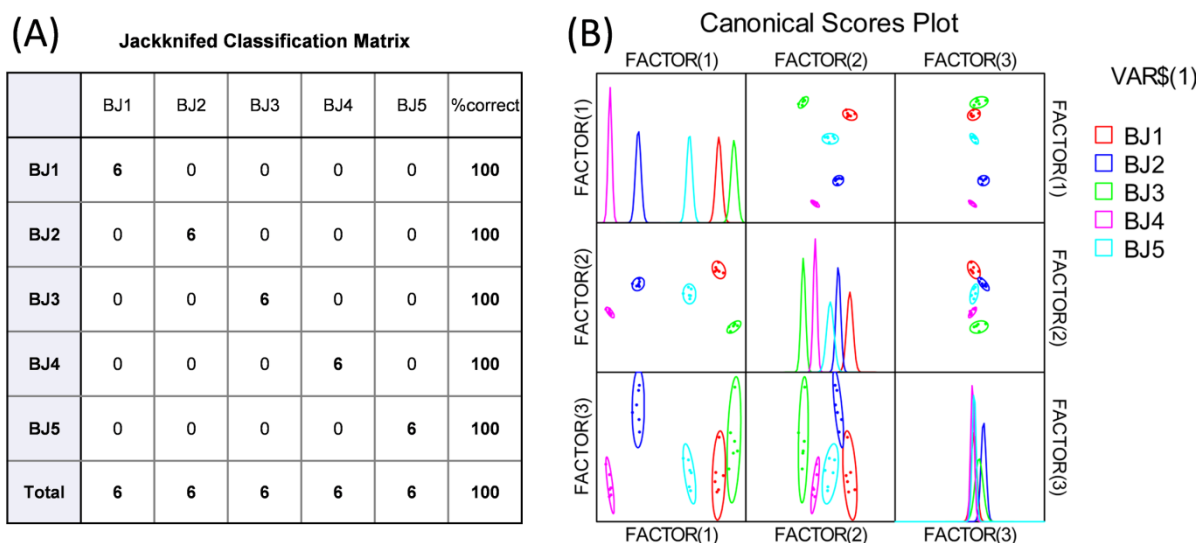 (A)
Jackknifed Classification Matrix
BJ1 BJ2 BJ3 BJ4 BJ5 %correct
BJ1 6 0 0 0 0 100
BJ2 0 6 0 0 0 100
BJ3 0 0 6 0 0 100
BJ4 0 0 0 6 0 100
BJ5 0 0 0 0 6 100
Total 6 6 6 6 6 100
(B)
Canonical Scores Plot
FACTOR(1) FACTOR(2) FACTOR(3)
FACTOR(1) FACTOR(1)
FACTOR(2) FACTOR(2)
FACTOR(3) FACTOR(3)
FACTOR(1) FACTOR(2) FACTOR(3)
VAR$(1)
BJ1
BJ2
BJ3
BJ4
BJ5